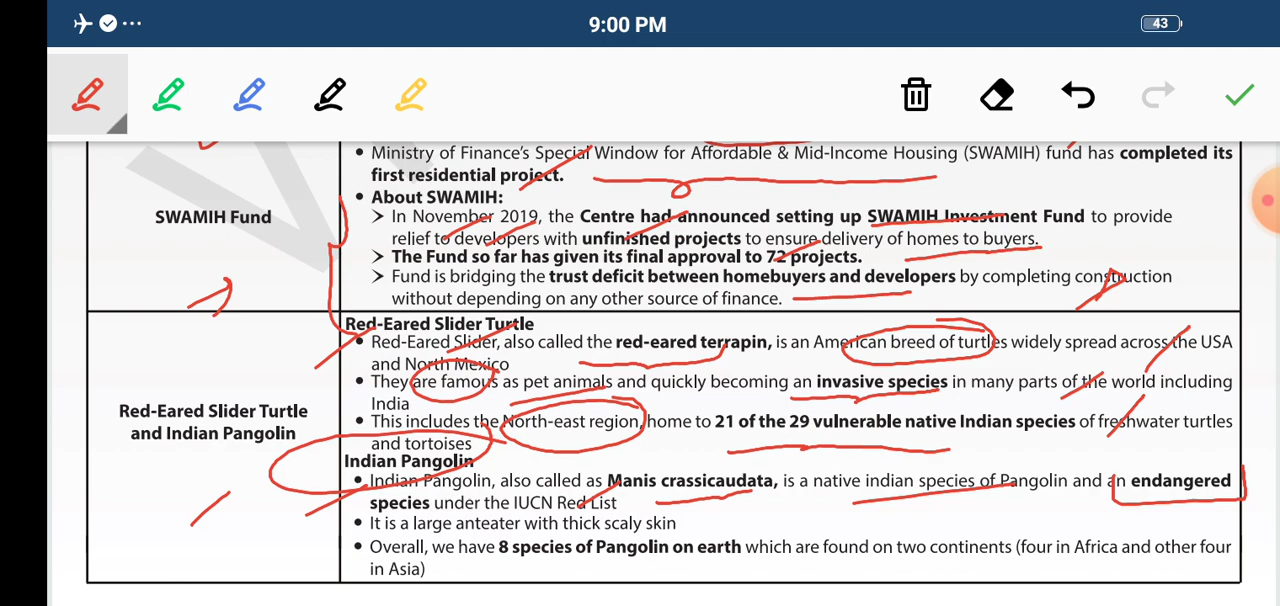 9:00 PM
43
• Ministry of Finance's Special Window for Affordable & Mid-Income Housing (SWAMIH) fund has completed its
first residential project.
SWAMIH Fund
• About SWAMIH:
➤ In November 2019, the Centre had announced setting up SWAMIH Investment Fund to provide
relief to developers with unfinished projects to ensure delivery of homes to buyers.
➤ The Fund so far has given its final approval to 72 projects.
➤ Fund is bridging the trust deficit between homebuyers and developers by completing construction
without depending on any other source of finance.
Red-Eared Slider Turtle
and Indian Pangolin
Red-Eared Slider Turtle
• Red-Eared Slider, also called the red-eared terrapin, is an American breed of turtles widely spread across the USA
and North Mexico
• They are famous as pet animals and quickly becoming an invasive species in many parts of the world including
India
• This includes the North-east region, home to 21 of the 29 vulnerable native Indian species of freshwater turtles
and tortoises
Indian Pangolin
• Indian Pangolin, also called as Manis crassicaudata, is a native indian species of Pangolin and an endangered
species under the IUCN Red List
• It is a large anteater with thick scaly skin
• Overall, we have 8 species of Pangolin on earth which are found on two continents (four in Africa and other four
in Asia)